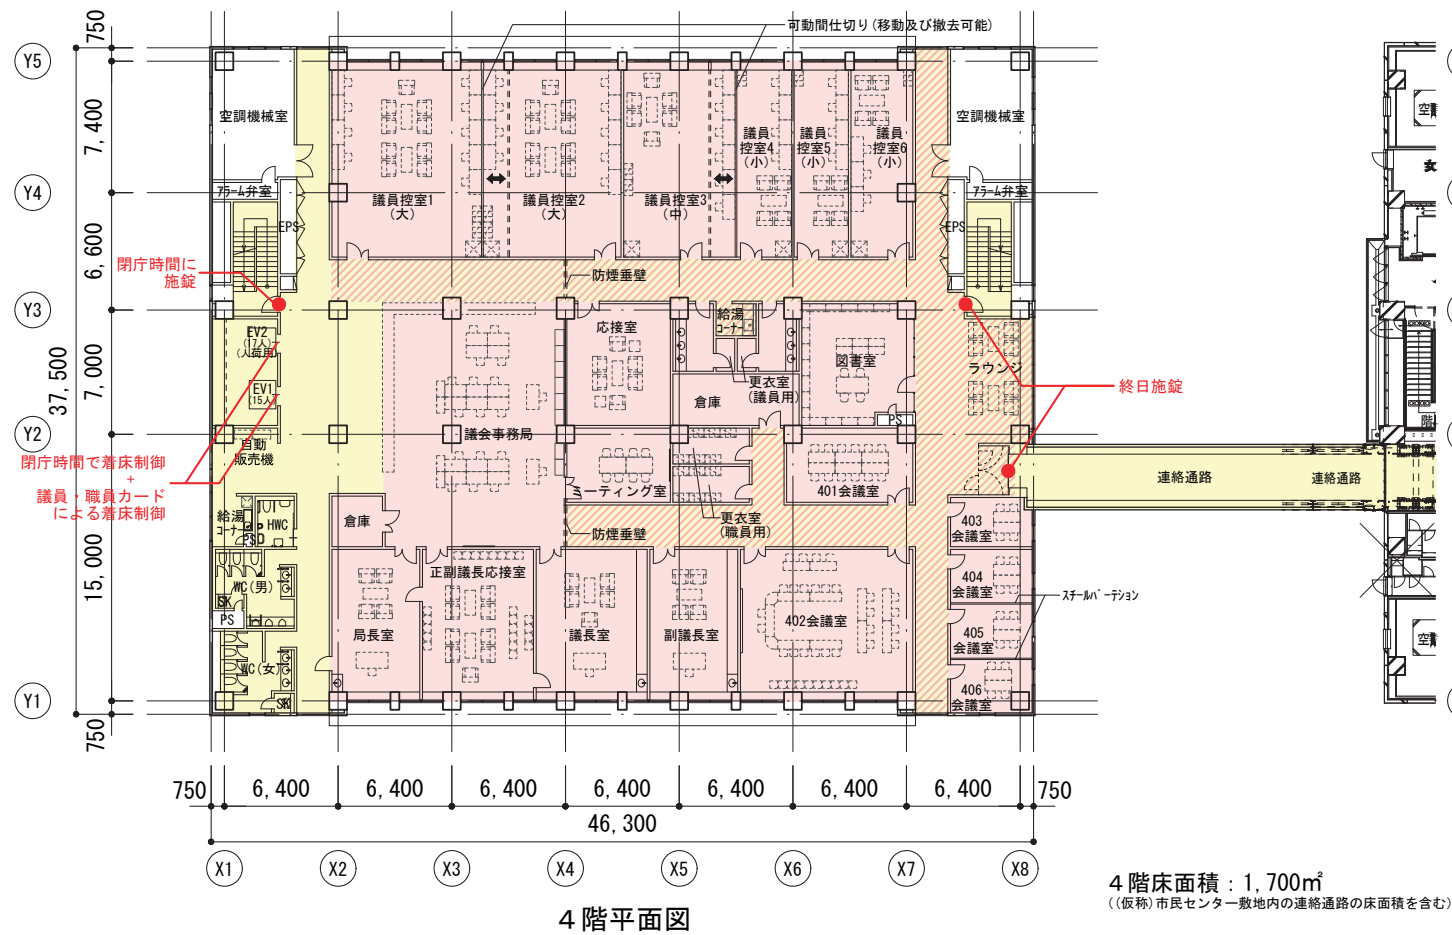 可動間仕切り(移動及び撤去可能)
750
Y5
7,400
Y4
6,600
Y3
7,000
37,500
Y2
15,000
Y1
750
空調機械室
アラーム弁室
EPS
議員控室1
(大)
議員控室2
(大)
議員控室3
(中)
議員
控室4
(小)
議員
控室5
(小)
議員
控室6
(小)
空調機械室
アラーム弁室
EPS
閉庁時間に
施錠
防煙垂壁
EV2
(17人)
(人荷用)
EV1
(15人)
応接室
給湯
コーナー
更衣室
(議員用)
倉庫
図書室
PS
ラウンジ
終日施錠
自動
販売機
閉庁時間で着床制御
+
議員・職員カード
による着床制御
議会事務局
ミーティング室
更衣室
(職員用)
401会議室
連絡通路
連絡通路
給湯
コーナー
PS
HWC
倉庫
防煙垂壁
403
会議室
404
会議室
405
会議室
406
会議室
スチールパーテション
WC(男)
SK
PS
WC(女)
SK
局長室
正副議長応接室
議長室
副議長室
402会議室
空
女
階
空
750
6,400
6,400
6,400
6,400
6,400
6,400
6,400
750
46,300
X1
X2
X3
X4
X5
X6
X7
X8
4階平面図
4階床面積：1,700㎡
((仮称)市民センター敷地内の連絡通路の床面積を含む)